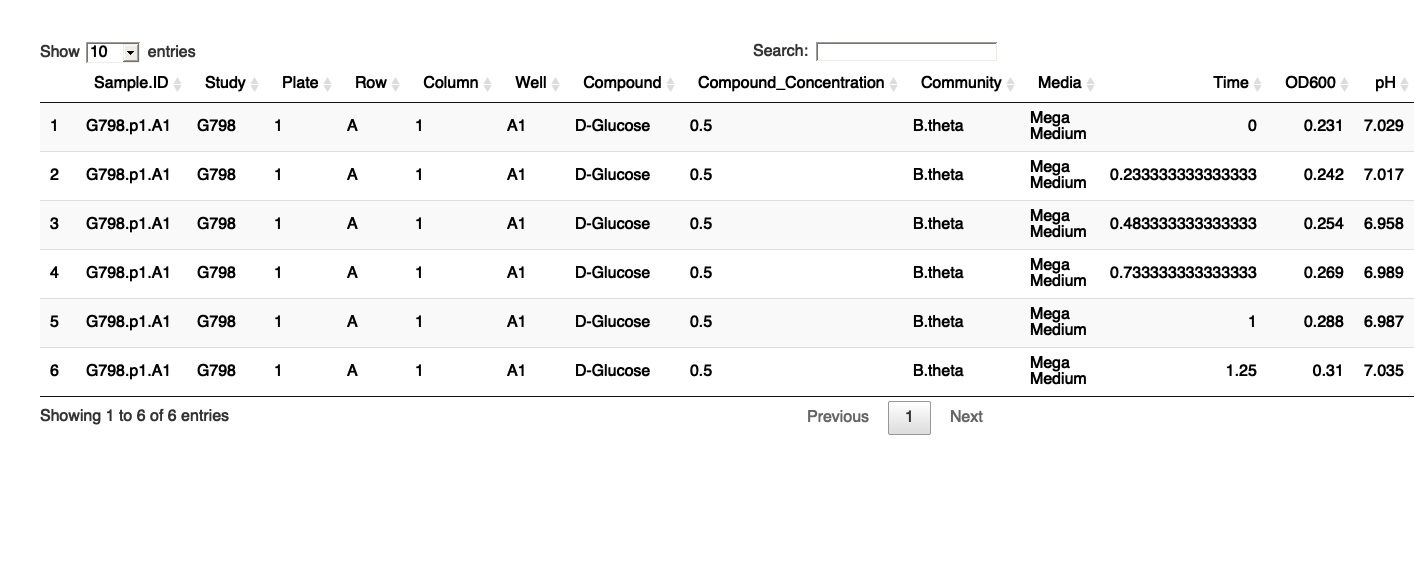 Show 10 entries Search:
Sample.ID Study Plate Row Column Well Compound Compound_Concentration Community Media Time OD600 pH
1 G798.p1.A1 G798 1 A 1 A1 D-Glucose 0.5 B.theta Mega Medium 0 0.231 7.029
2 G798.p1.A1 G798 1 A 1 A1 D-Glucose 0.5 B.theta Mega Medium 0.233333333333333 0.242 7.017
3 G798.p1.A1 G798 1 A 1 A1 D-Glucose 0.5 B.theta Mega Medium 0.483333333333333 0.254 6.958
4 G798.p1.A1 G798 1 A 1 A1 D-Glucose 0.5 B.theta Mega Medium 0.733333333333333 0.269 6.989
5 G798.p1.A1 G798 1 A 1 A1 D-Glucose 0.5 B.theta Mega Medium 1 0.288 6.987
6 G798.p1.A1 G798 1 A 1 A1 D-Glucose 0.5 B.theta Mega Medium 1.25 0.31 7.035
Showing 1 to 6 of 6 entries Previous 1 Next